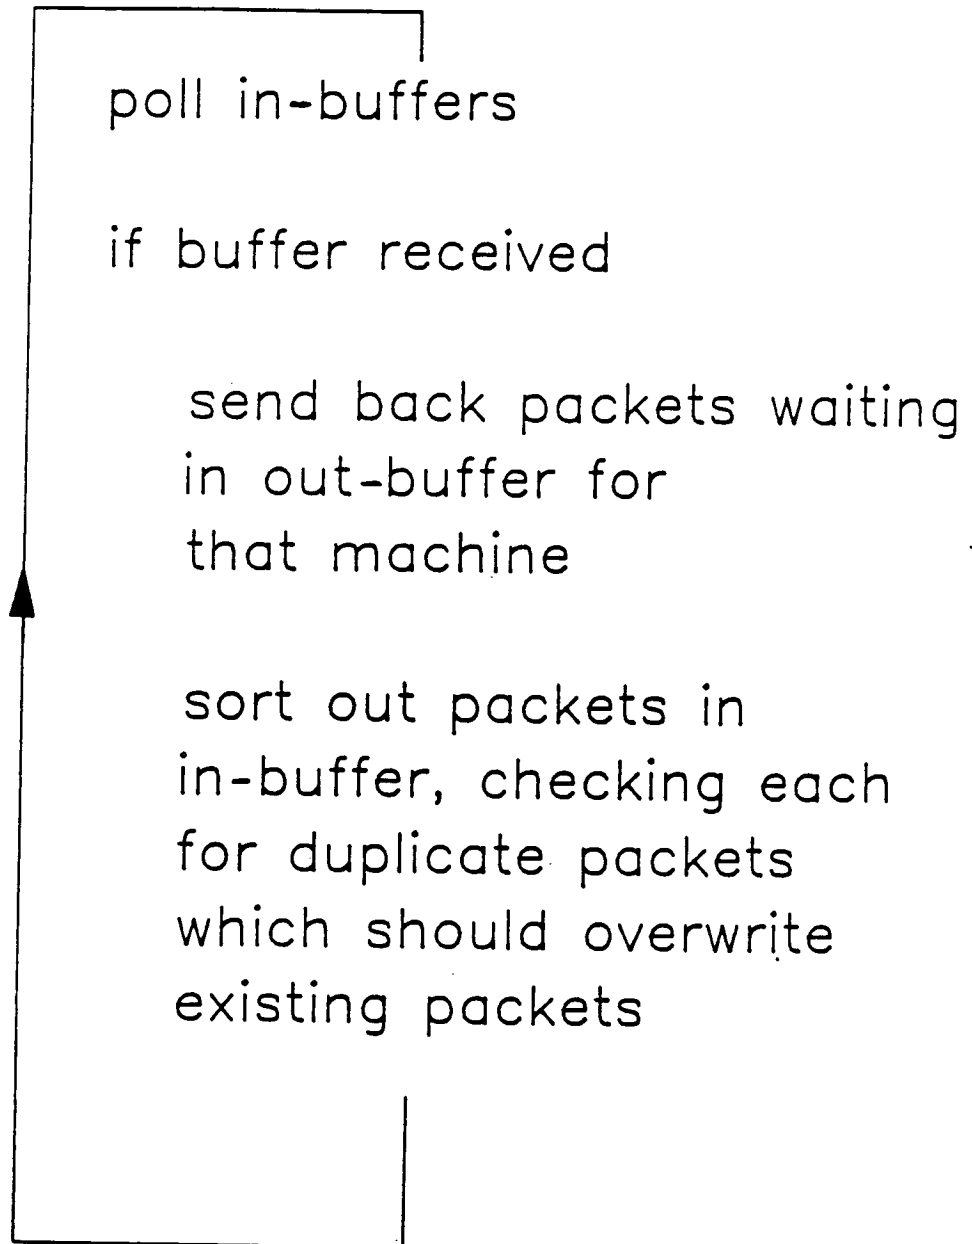 poll in-buffers
if buffer received
send back packets waiting
in out-buffer for
that machine
sort out packets in
in-buffer, checking each
for duplicate packets
which should overwrite
existing packets